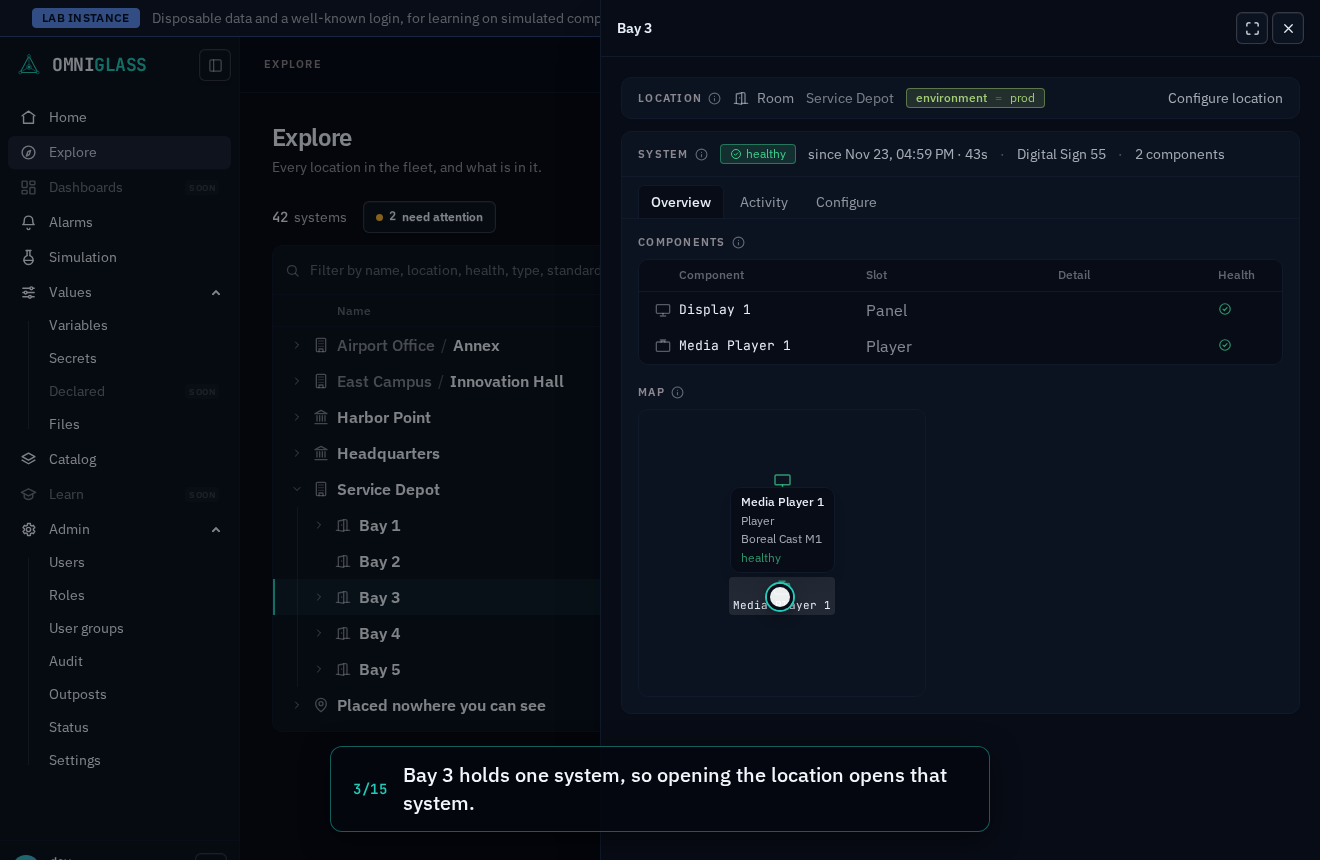 LAB INSTANCE
Disposable data and a well-known login, for learning on simulated comp
OMNIGLASS
Home
Explore
Dashboards SOON
Alarms
Simulation
Values
Variables
Secrets
Declared SOON
Files
Catalog
Learn SOON
Admin
Users
Roles
User groups
Audit
Outposts
Status
Settings
EXPLORE
Explore
Every location in the fleet, and what is in it.
42 systems
2 need attention
Filter by name, location, health, type, standard
Name
Airport Office / Annex
East Campus / Innovation Hall
Harbor Point
Headquarters
Service Depot
Bay 1
Bay 2
Bay 3
Bay 4
Bay 5
Placed nowhere you can see
Bay 3
LOCATION Room Service Depot environment = prod Configure location
SYSTEM healthy since Nov 23, 04:59 PM · 43s · Digital Sign 55 · 2 components
Overview Activity Configure
COMPONENTS
Component Slot Detail Health
Display 1 Panel
Media Player 1 Player
MAP
Media Player 1
Player
Boreal Cast M1
healthy
Media Player 1
3/15
Bay 3 holds one system, so opening the location opens that
system.